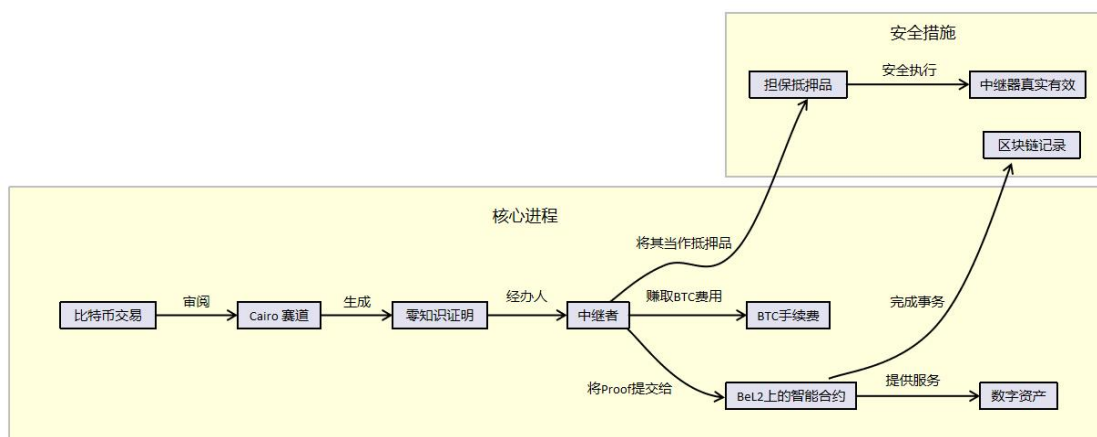 安全措施
安全执行
担保抵押品
中继器真实有效
区块链记录
核心进程
将其当作抵押品
审阅
生成
经办人
赚取BTC费用
完成事务
比特币交易
Cairo 赛道
零知识证明
中继者
BTC手续费
将Proof提交给
提供服务
BeL2上的智能合约
数字资产